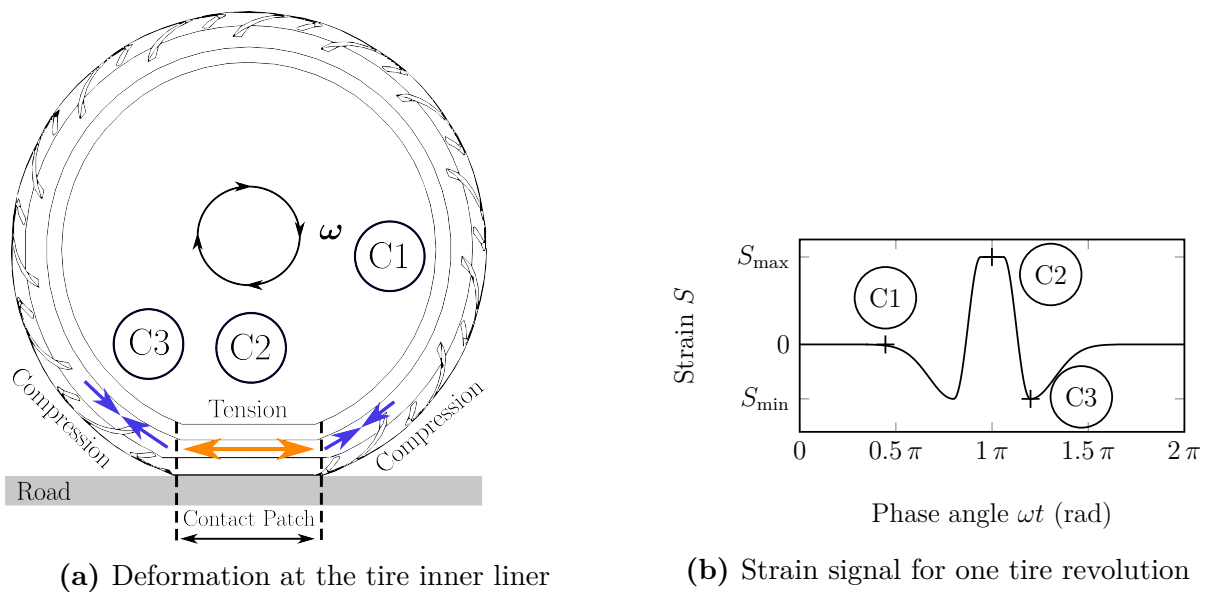 ω
C1
C3
C2
Compression
Tension
Compression
Road
Contact Patch
(a) Deformation at the tire inner liner
Strain S
S_max
0
S_min
C1
C2
C3
0
0.5 π
1 π
1.5 π
2 π
Phase angle ωt (rad)
(b) Strain signal for one tire revolution